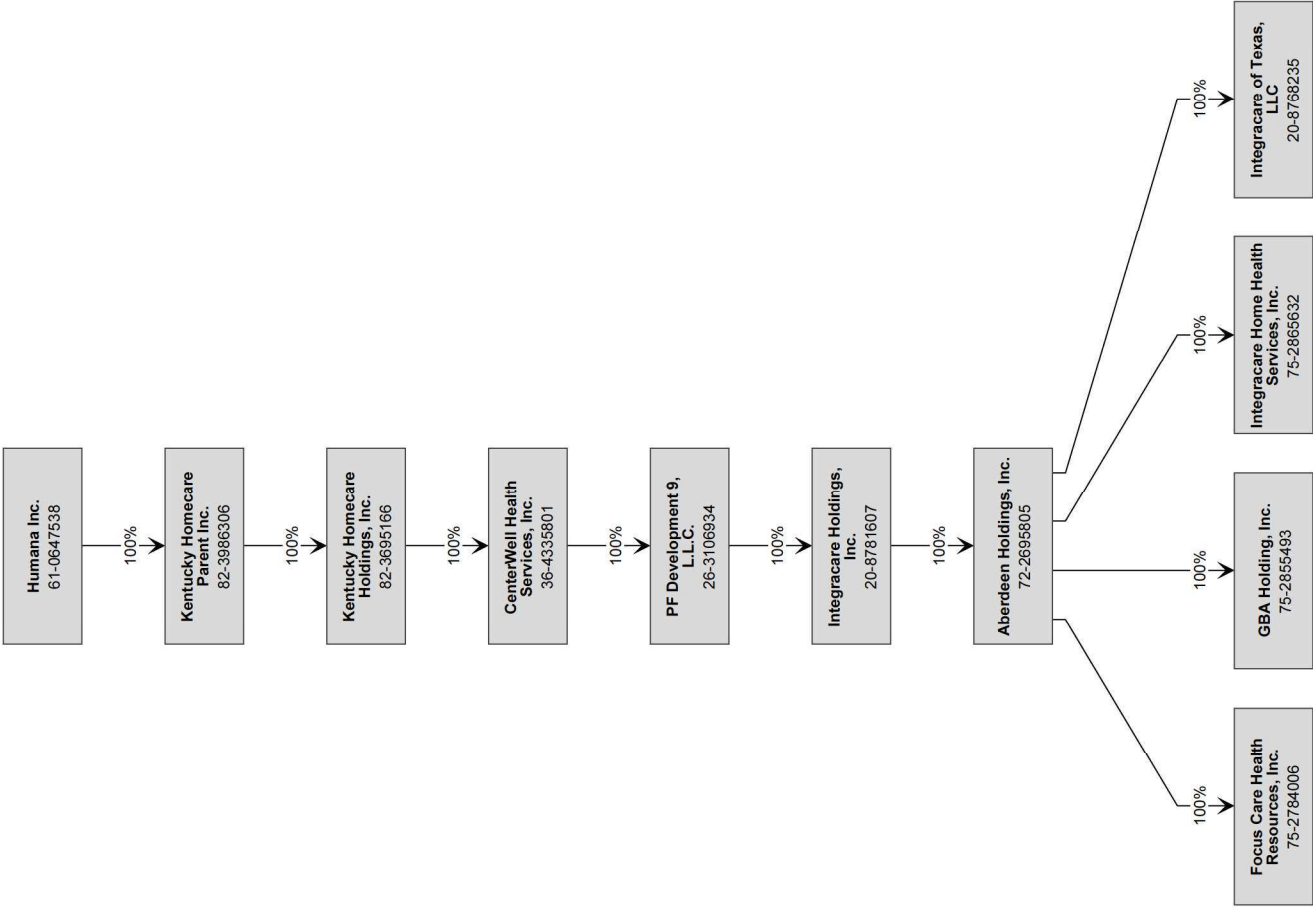 Humana Inc.
61-0647538
100%
Kentucky Homecare
Parent Inc.
82-3986306
100%
Kentucky Homecare
Holdings, Inc.
82-3695166
100%
CenterWell Health
Services, Inc.
36-4335801
100%
PF Development 9,
L.L.C.
26-3106934
100%
Integracare Holdings,
Inc.
20-8781607
100%
Aberdeen Holdings, Inc.
72-2695805
100%
Focus Care Health
Resources, Inc.
75-2784006
100%
GBA Holding, Inc.
75-2855493
100%
Integracare Home Health
Services, Inc.
75-2865632
100%
Integracare of Texas,
LLC
20-8768235